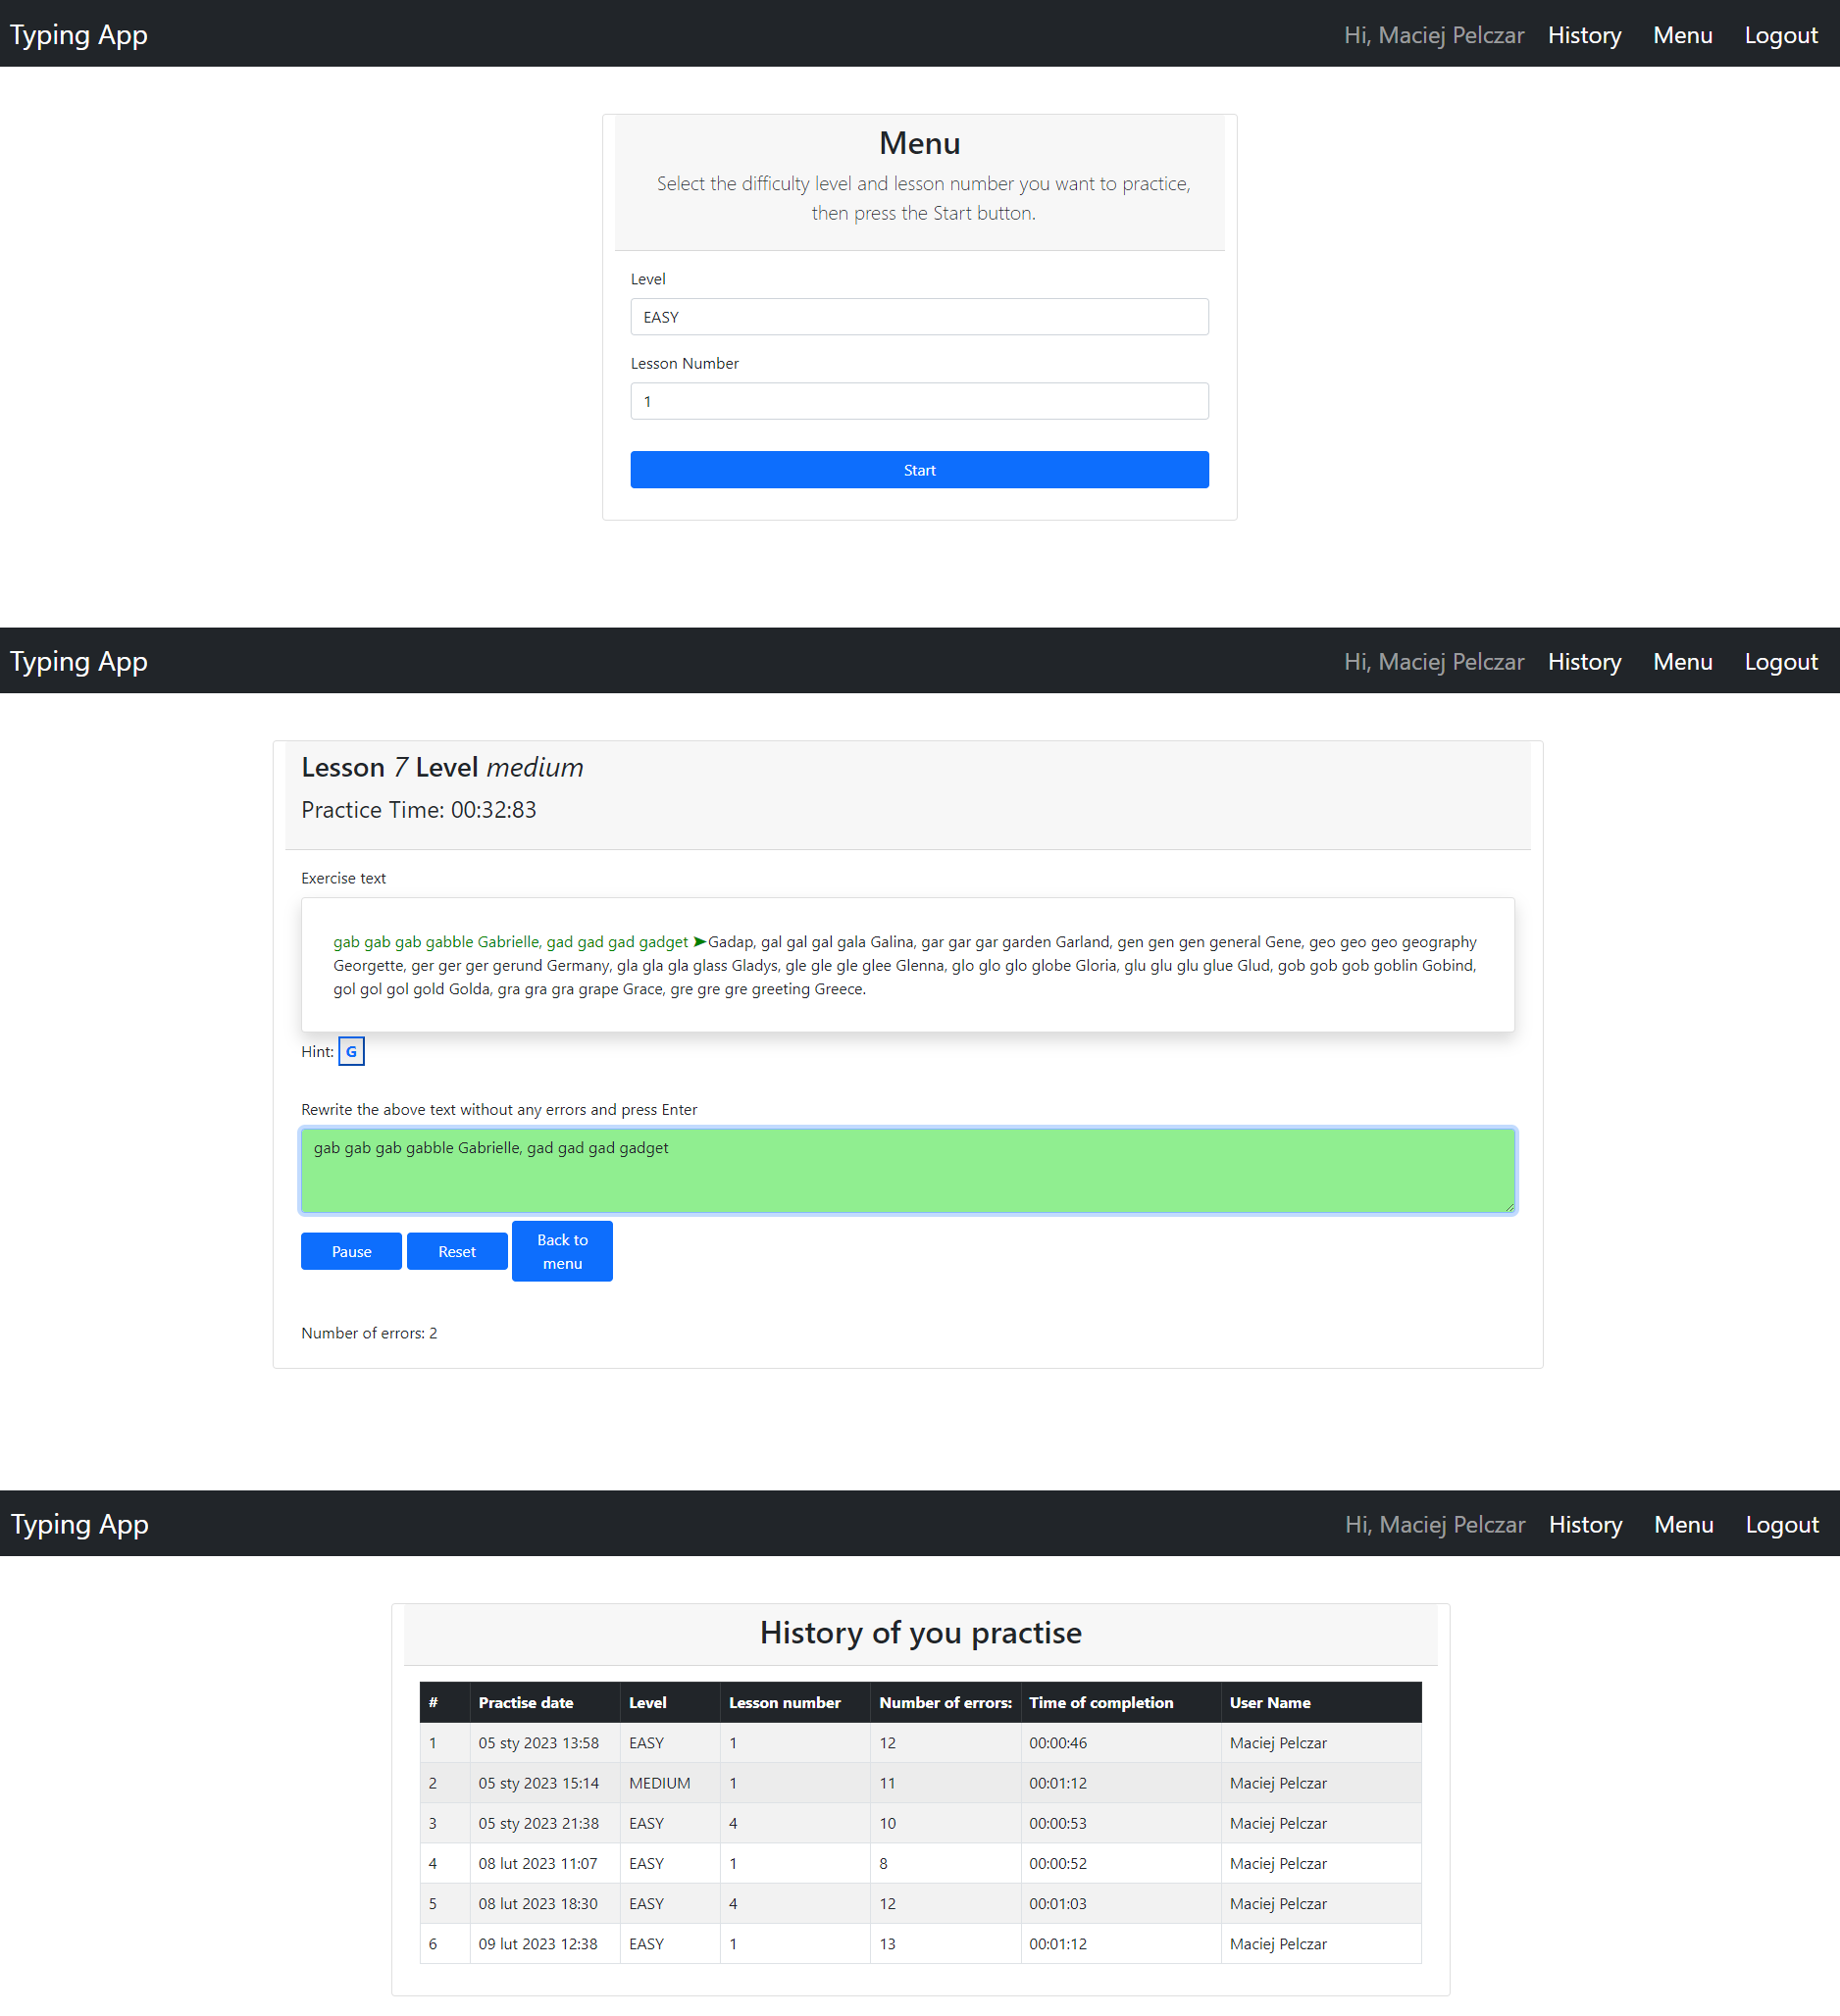 Typing App Hi, Maciej Pelczar History Menu Logout
Menu
Select the difficulty level and lesson number you want to practice,
then press the Start button.
Level
EASY
Lesson Number
1
Start
Typing App Hi, Maciej Pelczar History Menu Logout
Lesson 7 Level medium
Practice Time: 00:32:83
Exercise text
gab gab gab gabble Gabrielle, gad gad gad gadget ➤Gadap, gal gal gal gala Galina, gar gar gar garden Garland, gen gen gen general Gene, geo geo geo geography
Georgette, ger ger ger gerund Germany, gla gla gla glass Gladys, gle gle gle glee Glenna, glo glo glo globe Gloria, glu glu glu glue Glud, gob gob gob goblin Gobind,
gol gol gol gold Golda, gra gra gra grape Grace, gre gre gre greeting Greece.
Hint: G
Rewrite the above text without any errors and press Enter
gab gab gab gabble Gabrielle, gad gad gad gadget
Pause Reset Back to
menu
Number of errors: 2
Typing App Hi, Maciej Pelczar History Menu Logout
History of you practise
# Practise date Level Lesson number Number of errors: Time of completion User Name
1 05 sty 2023 13:58 EASY 1 12 00:00:46 Maciej Pelczar
2 05 sty 2023 15:14 MEDIUM 1 11 00:01:12 Maciej Pelczar
3 05 sty 2023 21:38 EASY 4 10 00:00:53 Maciej Pelczar
4 08 lut 2023 11:07 EASY 1 8 00:00:52 Maciej Pelczar
5 08 lut 2023 18:30 EASY 4 12 00:01:03 Maciej Pelczar
6 09 lut 2023 12:38 EASY 1 13 00:01:12 Maciej Pelczar